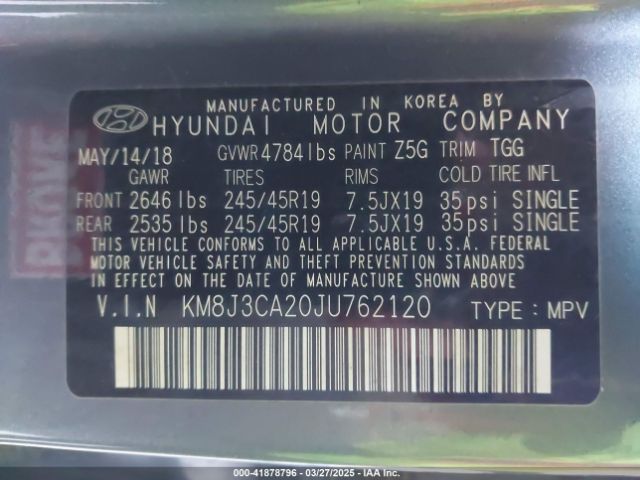 MANUFACTURED IN KOREA BY
HYUNDAI MOTOR COMPANY
MAY/14/18 GVWR 4784lbs PAINT Z5G TRIM TGG
GAWR TIRES RIMS COLD TIRE INFL
FRONT 2646 lbs 245/45R19 7.5JX19 35psi SINGLE
REAR 2535 lbs 245/45R19 7.5JX19 35psi SINGLE
THIS VEHICLE CONFORMS TO ALL APPLICABLE U.S.A. FEDERAL
MOTOR VEHICLE SAFETY AND THEFT PREVENTION STANDARDS
IN EFFECT ON THE DATE OF MANUFACTURE SHOWN ABOVE.
V.I.N KM8J3CA20JU762120 TYPE: MPV
000-41878796 - 03/27/2025 - IAA Inc.